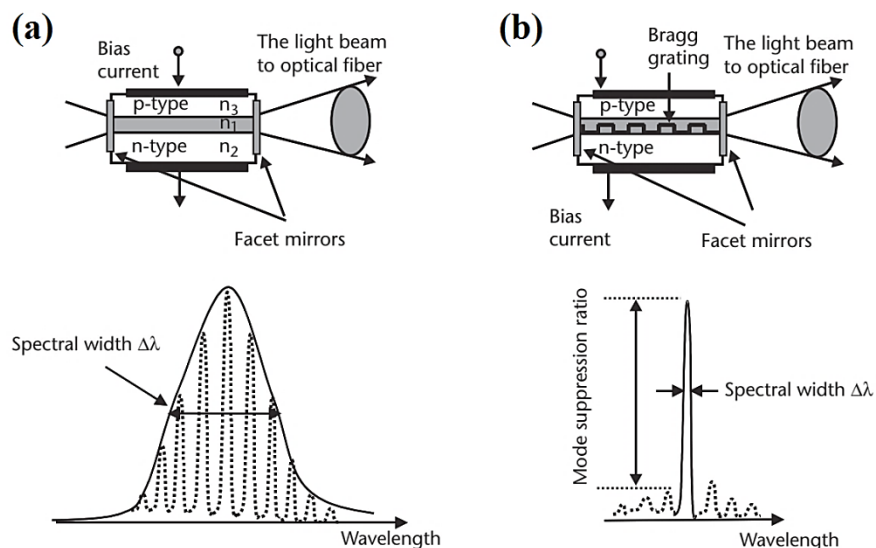 (a)
Bias
current
The light beam
to optical fiber
p-type n₃
n₁
n-type n₂
Facet mirrors
Spectral width Δλ
Wavelength
(b)
Bragg
grating
The light beam
to optical fiber
p-type
n-type
Bias
current
Facet mirrors
Mode suppression ratio
Spectral width Δλ
Wavelength